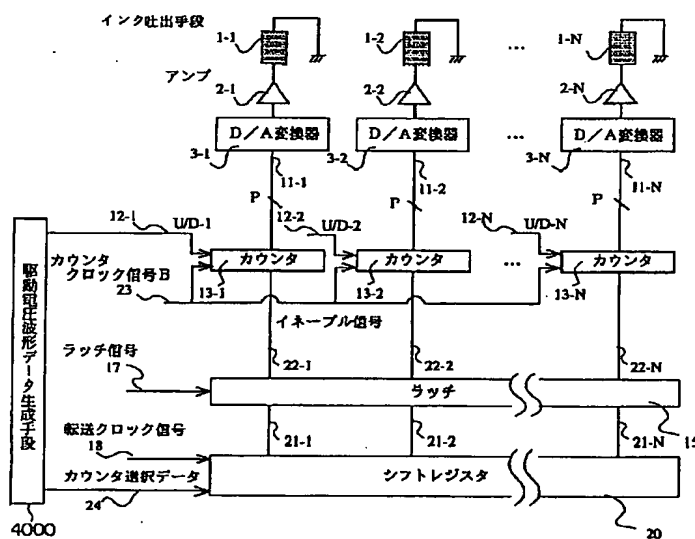 インク吐出手段
1-1
1-2
...
1-N
アンプ
2-1
2-2
2-N
D/A変換器
D/A変換器
...
D/A変換器
3-1
3-2
3-N
11-1
11-2
11-N
P
P
P
12-1
U/D-1
12-2
U/D-2
12-N
U/D-N
カウンタ
クロック信号B
カウンタ
カウンタ
...
カウンタ
23
13-1
13-2
13-N
イネーブル信号
駆動電圧波形データ生成手段
22-1
22-2
22-N
ラッチ信号
17
ラッチ
15
転送クロック信号
18
21-1
21-2
21-N
カウンタ選択データ
24
シフトレジスタ
4000
20